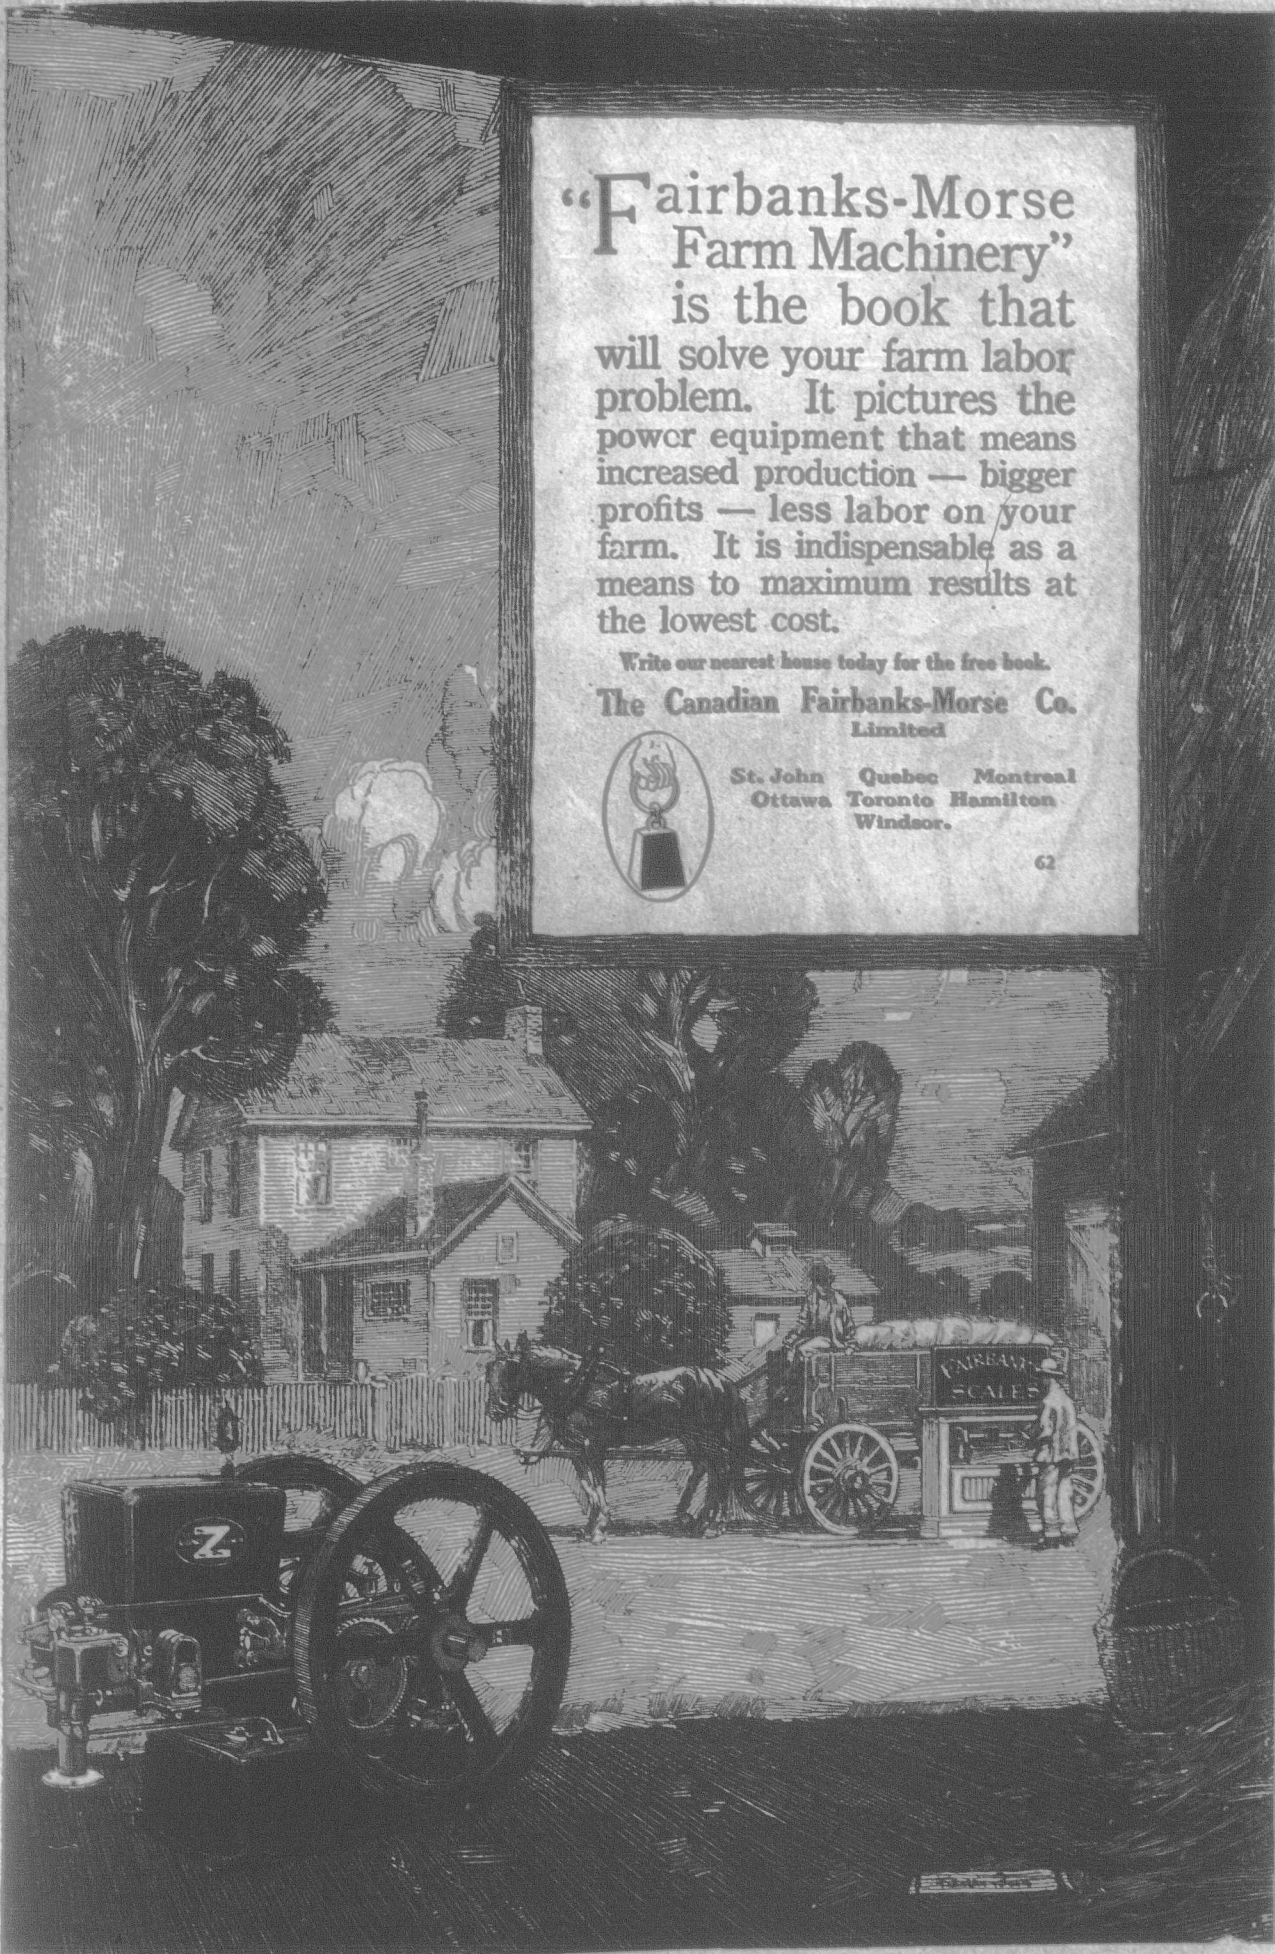 "Fairbanks-Morse
Farm Machinery"
is the book that
will solve your farm labor
problem. It pictures the
power equipment that means
increased production — bigger
profits — less labor on your
farm. It is indispensable as a
means to maximum results at
the lowest cost.
Write our nearest house today for the free book.
The Canadian Fairbanks-Morse Co.
Limited
St. John Quebec Montreal
Ottawa Toronto Hamilton
Windsor.
62
FAIRBANKS
SCALES
Z